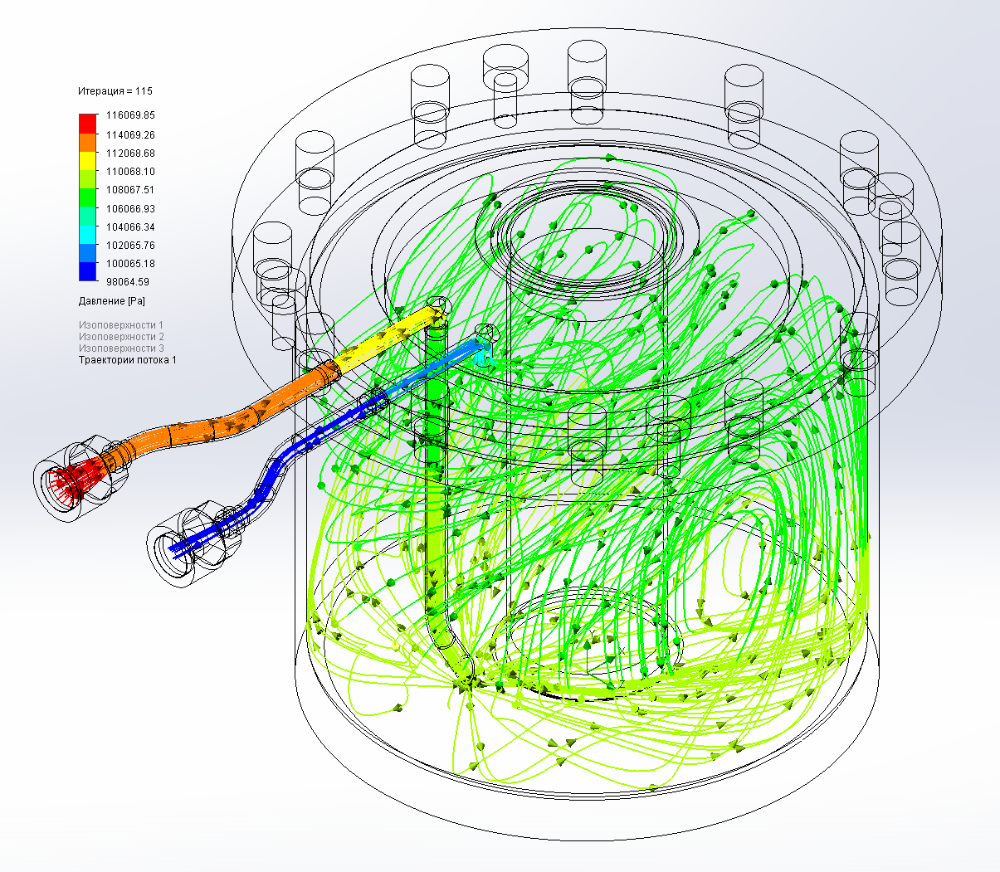 Итерация = 115
116069.85
114069.26
112068.68
110068.10
108067.51
106066.93
104066.34
102065.76
100065.18
98064.59
Давление [Pa]
Изоповерхности 1
Изоповерхности 2
Изоповерхности 3
Траектории потока 1